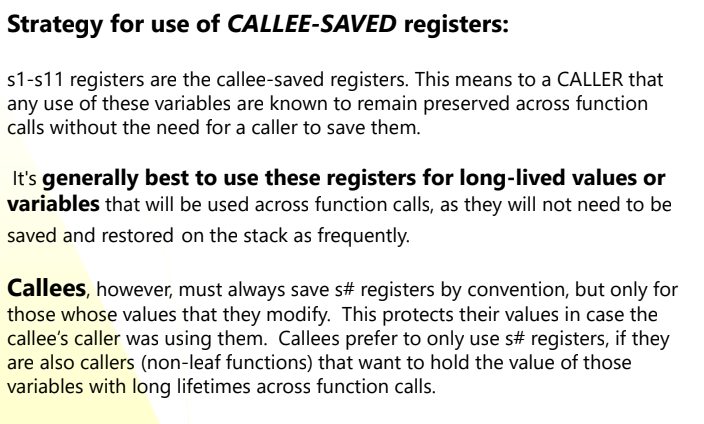 Strategy for use of CALLEE-SAVED registers:
s1-s11 registers are the callee-saved registers. This means to a CALLER that
any use of these variables are known to remain preserved across function
calls without the need for a caller to save them.
It's generally best to use these registers for long-lived values or
variables that will be used across function calls, as they will not need to be
saved and restored on the stack as frequently.
Callees, however, must always save s# registers by convention, but only for
those whose values that they modify. This protects their values in case the
callee’s caller was using them. Callees prefer to only use s# registers, if they
are also callers (non-leaf functions) that want to hold the value of those
variables with long lifetimes across function calls.